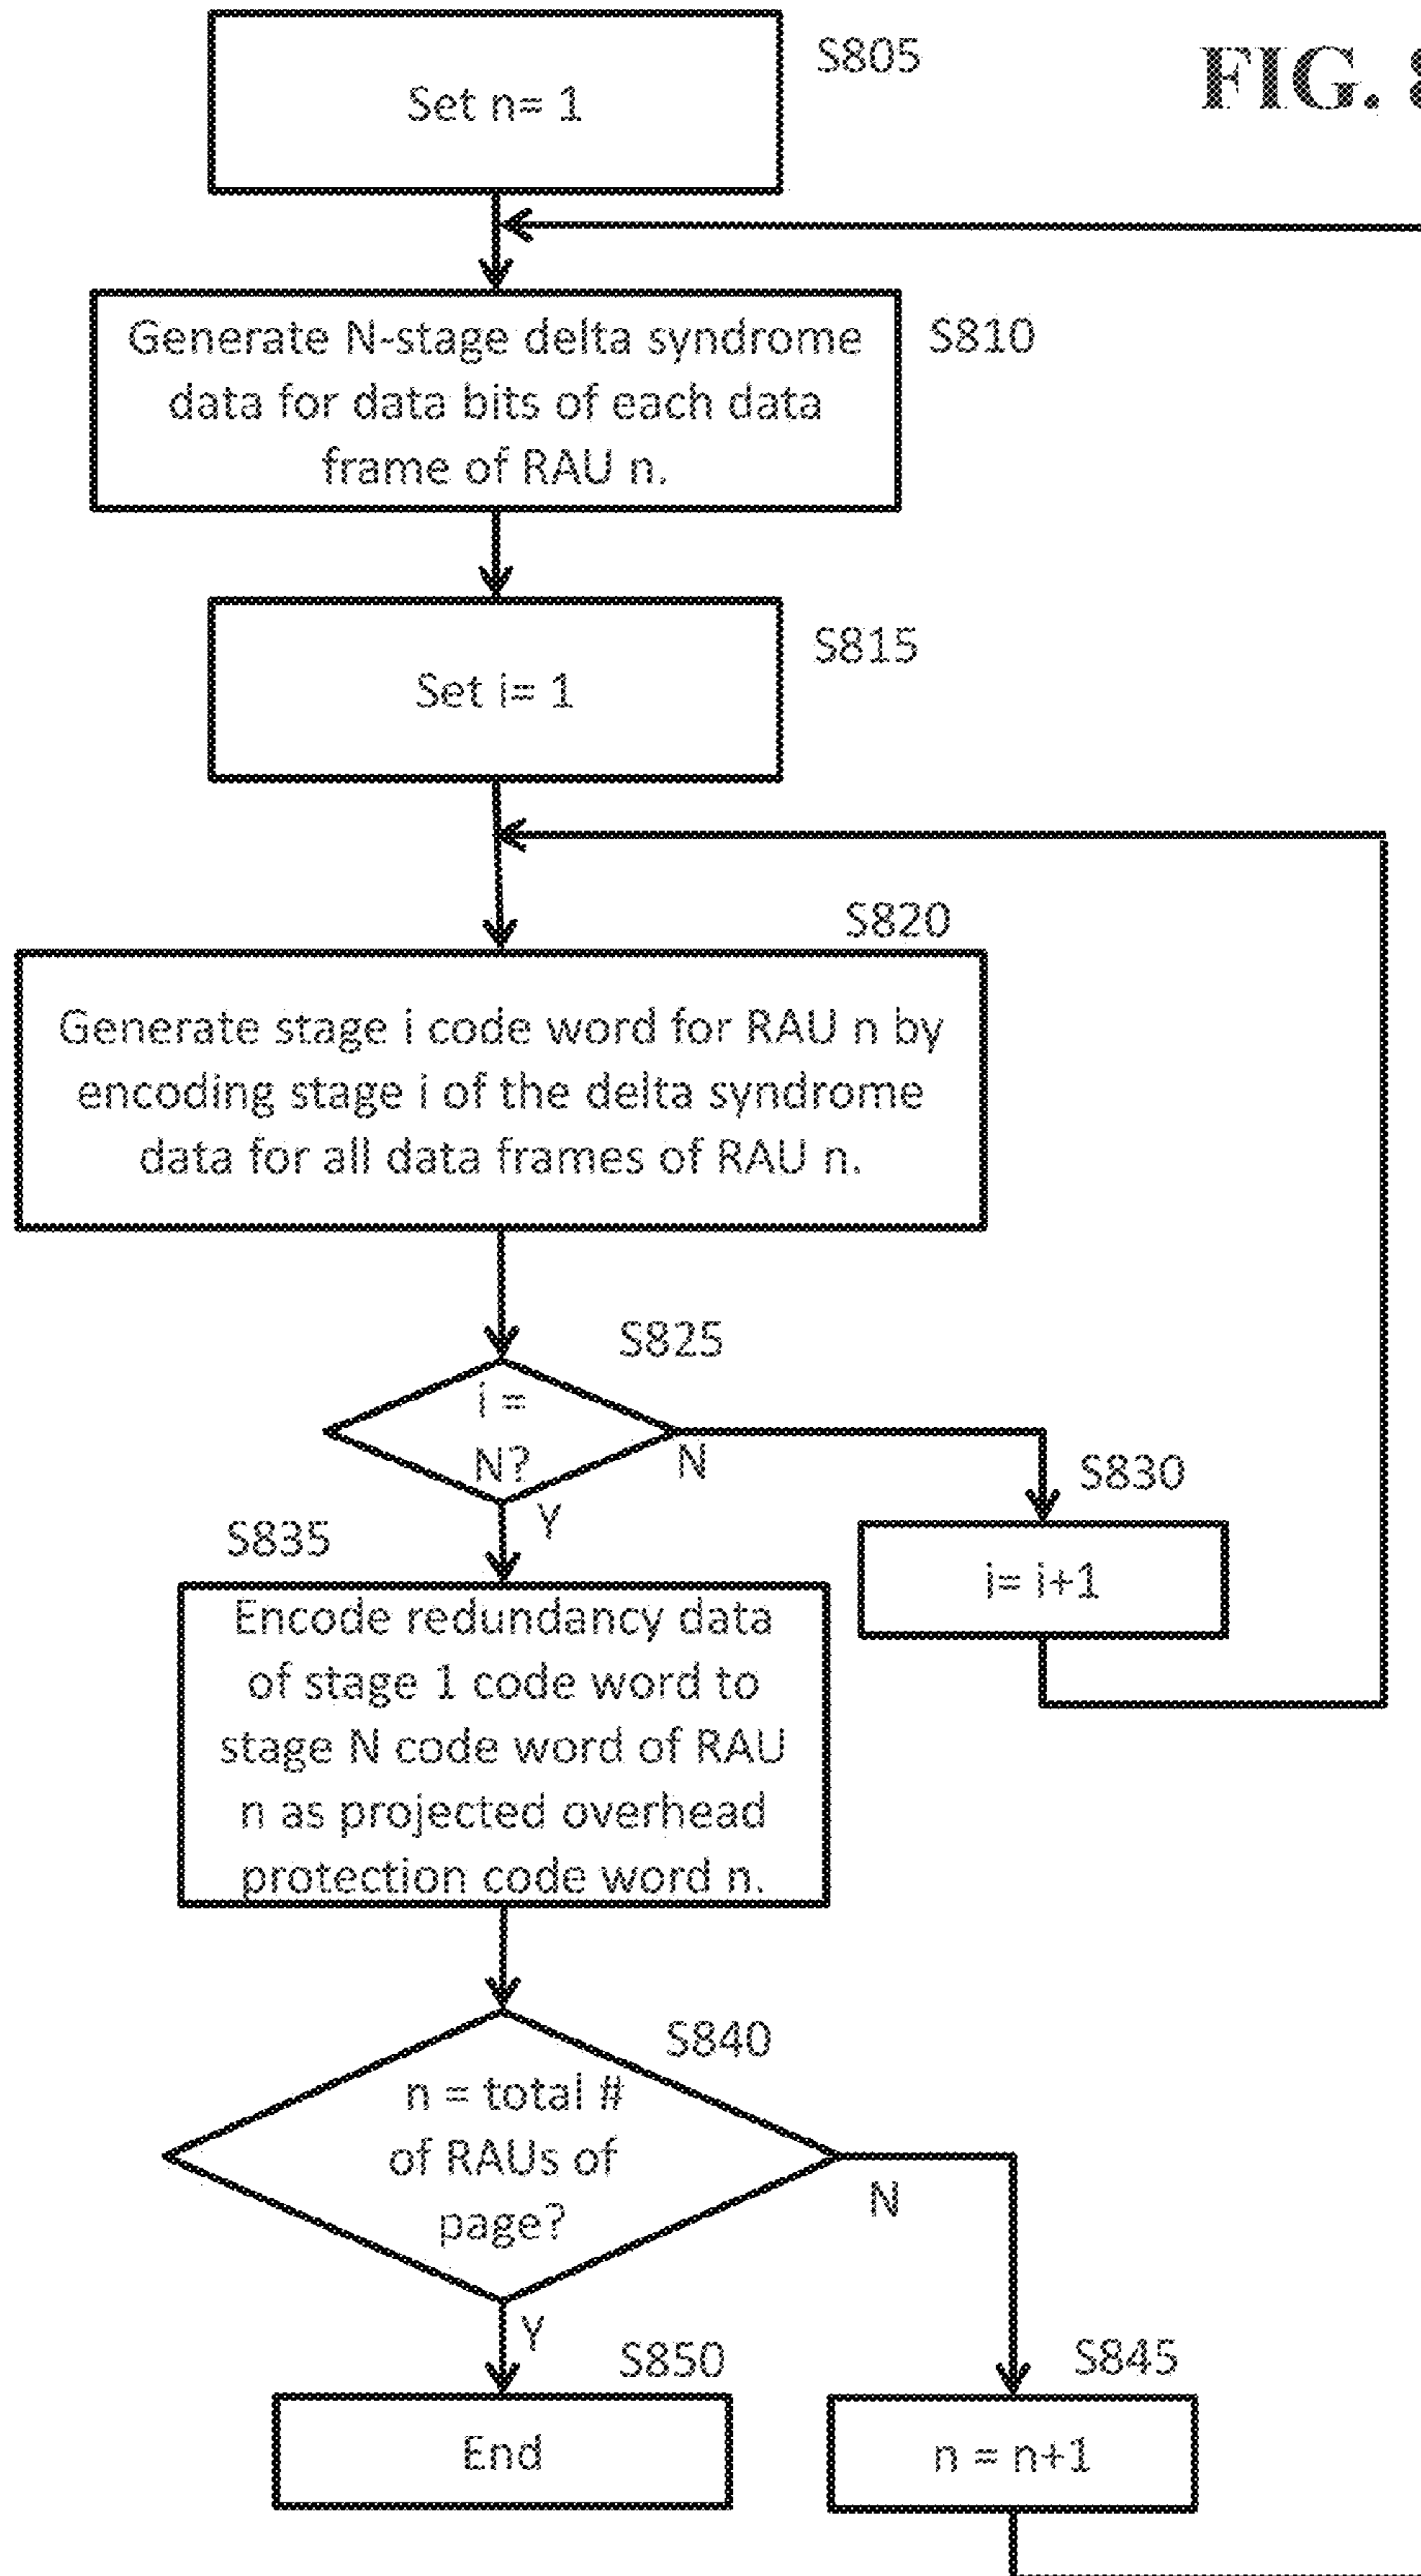 S805
FIG. 8
Set n= 1
Generate N-stage delta syndrome
data for data bits of each data
frame of RAU n.
S810
S815
Set i= 1
S820
Generate stage i code word for RAU n by
encoding stage i of the delta syndrome
data for all data frames of RAU n.
S825
i =
N?
N
Y
S830
i= i+1
S835
Encode redundancy data
of stage 1 code word to
stage N code word of RAU
n as projected overhead
protection code word n.
S840
n = total #
of RAUs of
page?
N
Y
S850
End
S845
n = n+1